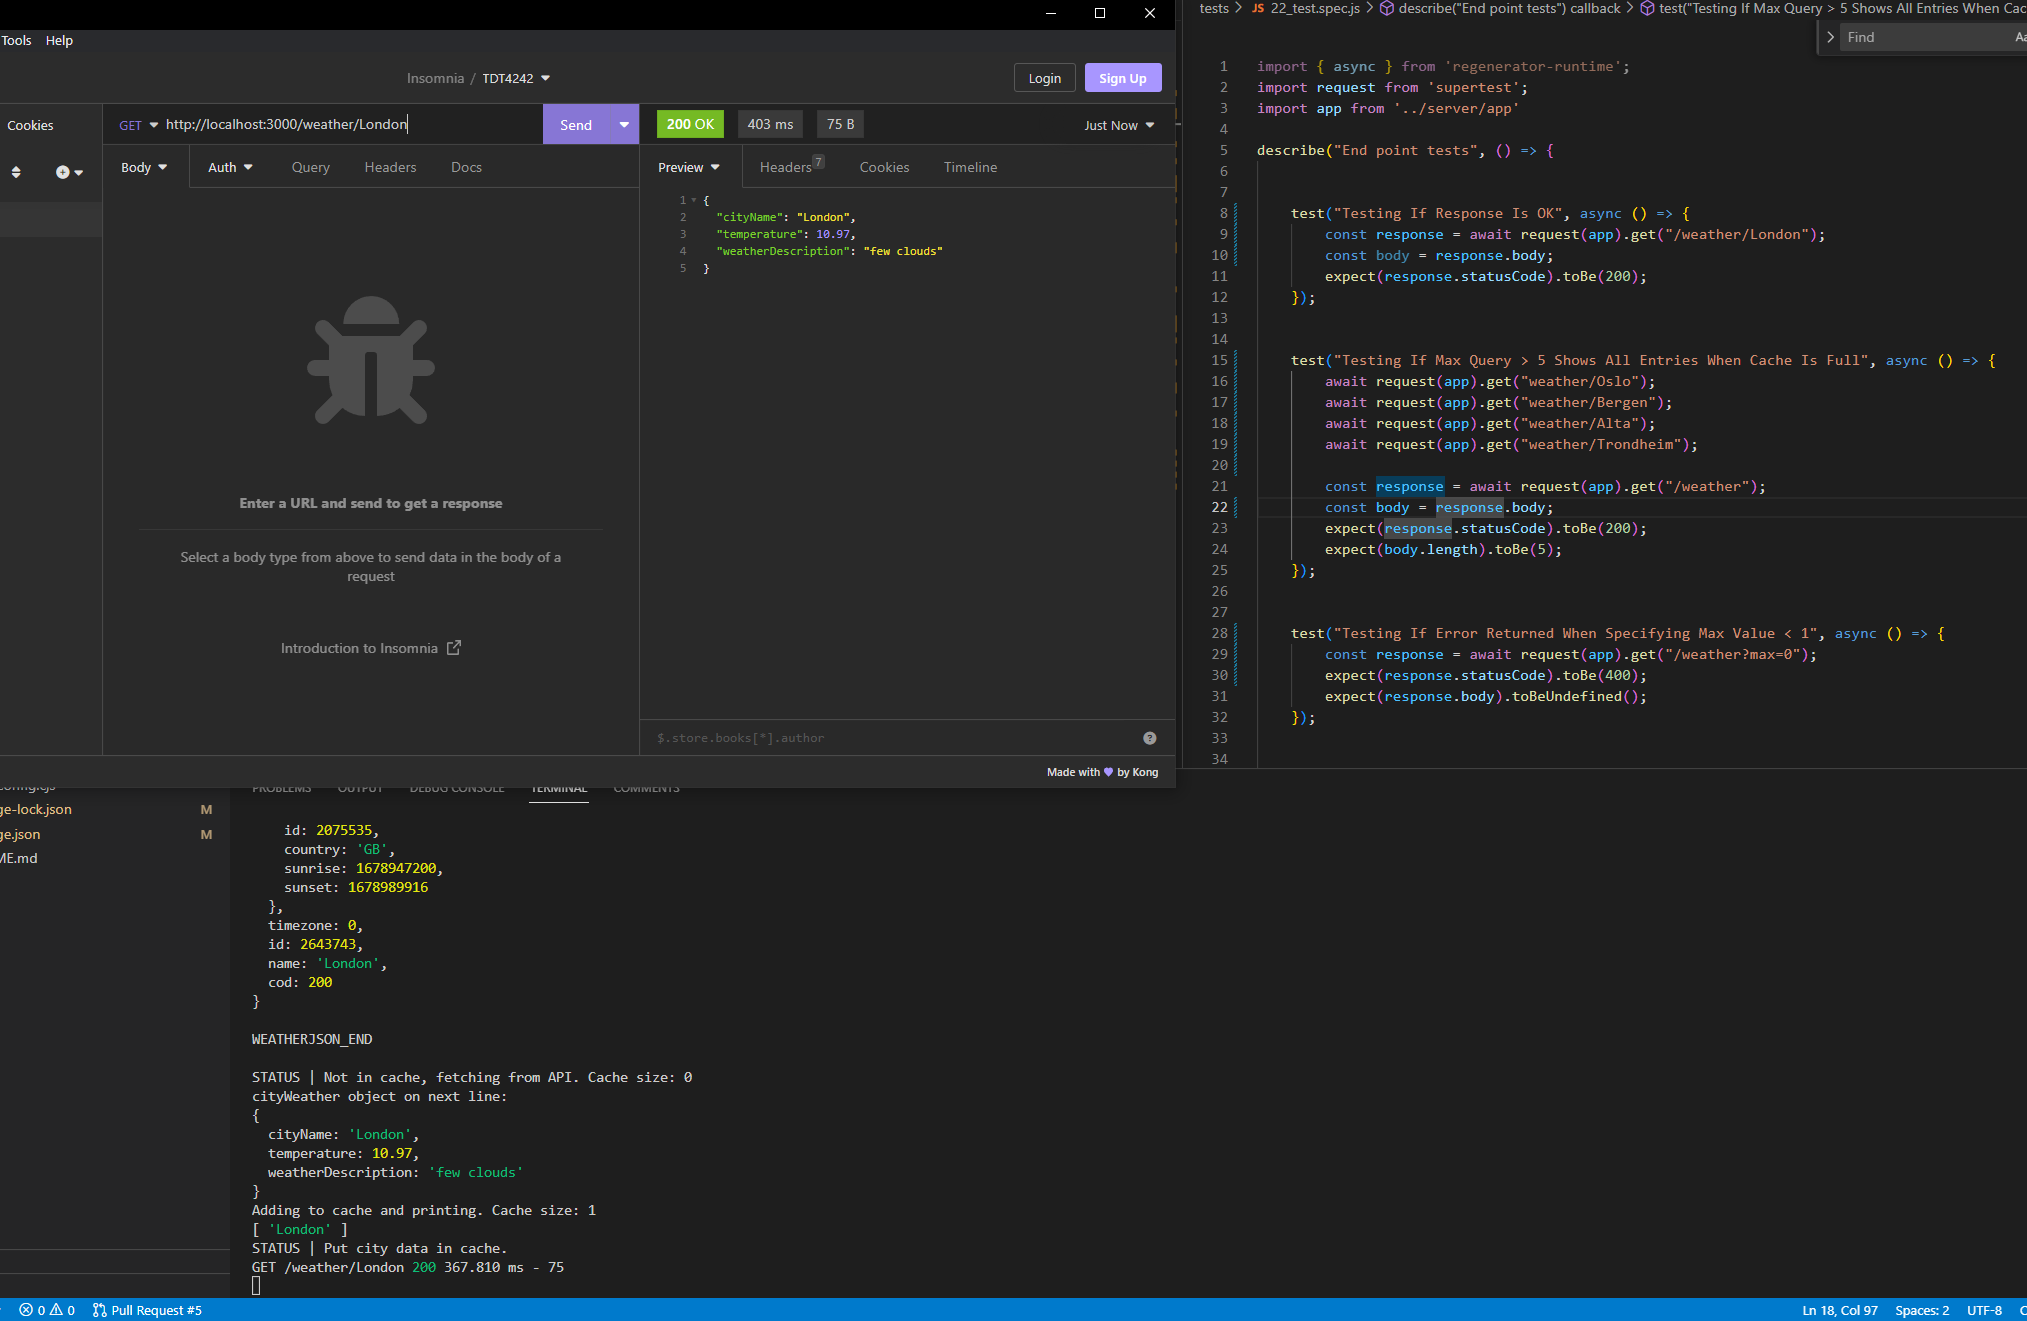 Tools Help
Insomnia / TDT4242
Login Sign Up
Cookies
GET http://localhost:3000/weather/London
Send
200 OK 403 ms 75 B
Just Now
Body Auth Query Headers Docs
Preview Headers 7 Cookies Timeline
1 {
2 "cityName": "London",
3 "temperature": 10.97,
4 "weatherDescription": "few clouds"
5 }
Enter a URL and send to get a response
Select a body type from above to send data in the body of a
request
Introduction to Insomnia
$.store.books[*].author
Made with by Kong
tests > JS 22_test.spec.js > describe("End point tests") callback > test("Testing If Max Query > 5 Shows All Entries When Cac
Find
Aa
1 import { async } from 'regenerator-runtime';
2 import request from 'supertest';
3 import app from '../server/app'
4
5 describe("End point tests", () => {
6
7
8 test("Testing If Response Is OK", async () => {
9 const response = await request(app).get("/weather/London");
10 const body = response.body;
11 expect(response.statusCode).toBe(200);
12 });
13
14
15 test("Testing If Max Query > 5 Shows All Entries When Cache Is Full", async () => {
16 await request(app).get("weather/Oslo");
17 await request(app).get("weather/Bergen");
18 await request(app).get("weather/Alta");
19 await request(app).get("weather/Trondheim");
20
21 const response = await request(app).get("/weather");
22 const body = response.body;
23 expect(response.statusCode).toBe(200);
24 expect(body.length).toBe(5);
25 });
26
27
28 test("Testing If Error Returned When Specifying Max Value < 1", async () => {
29 const response = await request(app).get("/weather?max=0");
30 expect(response.statusCode).toBe(400);
31 expect(response.body).toBeUndefined();
32 });
33
34
PROBLEMS OUTPUT DEBUG CONSOLE TERMINAL COMMENTS
ge-lock.json M
ge.json M
ME.md
id: 2075535,
country: 'GB',
sunrise: 1678947200,
sunset: 1678989916
},
timezone: 0,
id: 2643743,
name: 'London',
cod: 200
}
WEATHERJSON_END
STATUS | Not in cache, fetching from API. Cache size: 0
cityWeather object on next line:
{
cityName: 'London',
temperature: 10.97,
weatherDescription: 'few clouds'
}
Adding to cache and printing. Cache size: 1
[ 'London' ]
STATUS | Put city data in cache.
GET /weather/London 200 367.810 ms - 75
0 0 Pull Request #5
Ln 18, Col 97 Spaces: 2 UTF-8